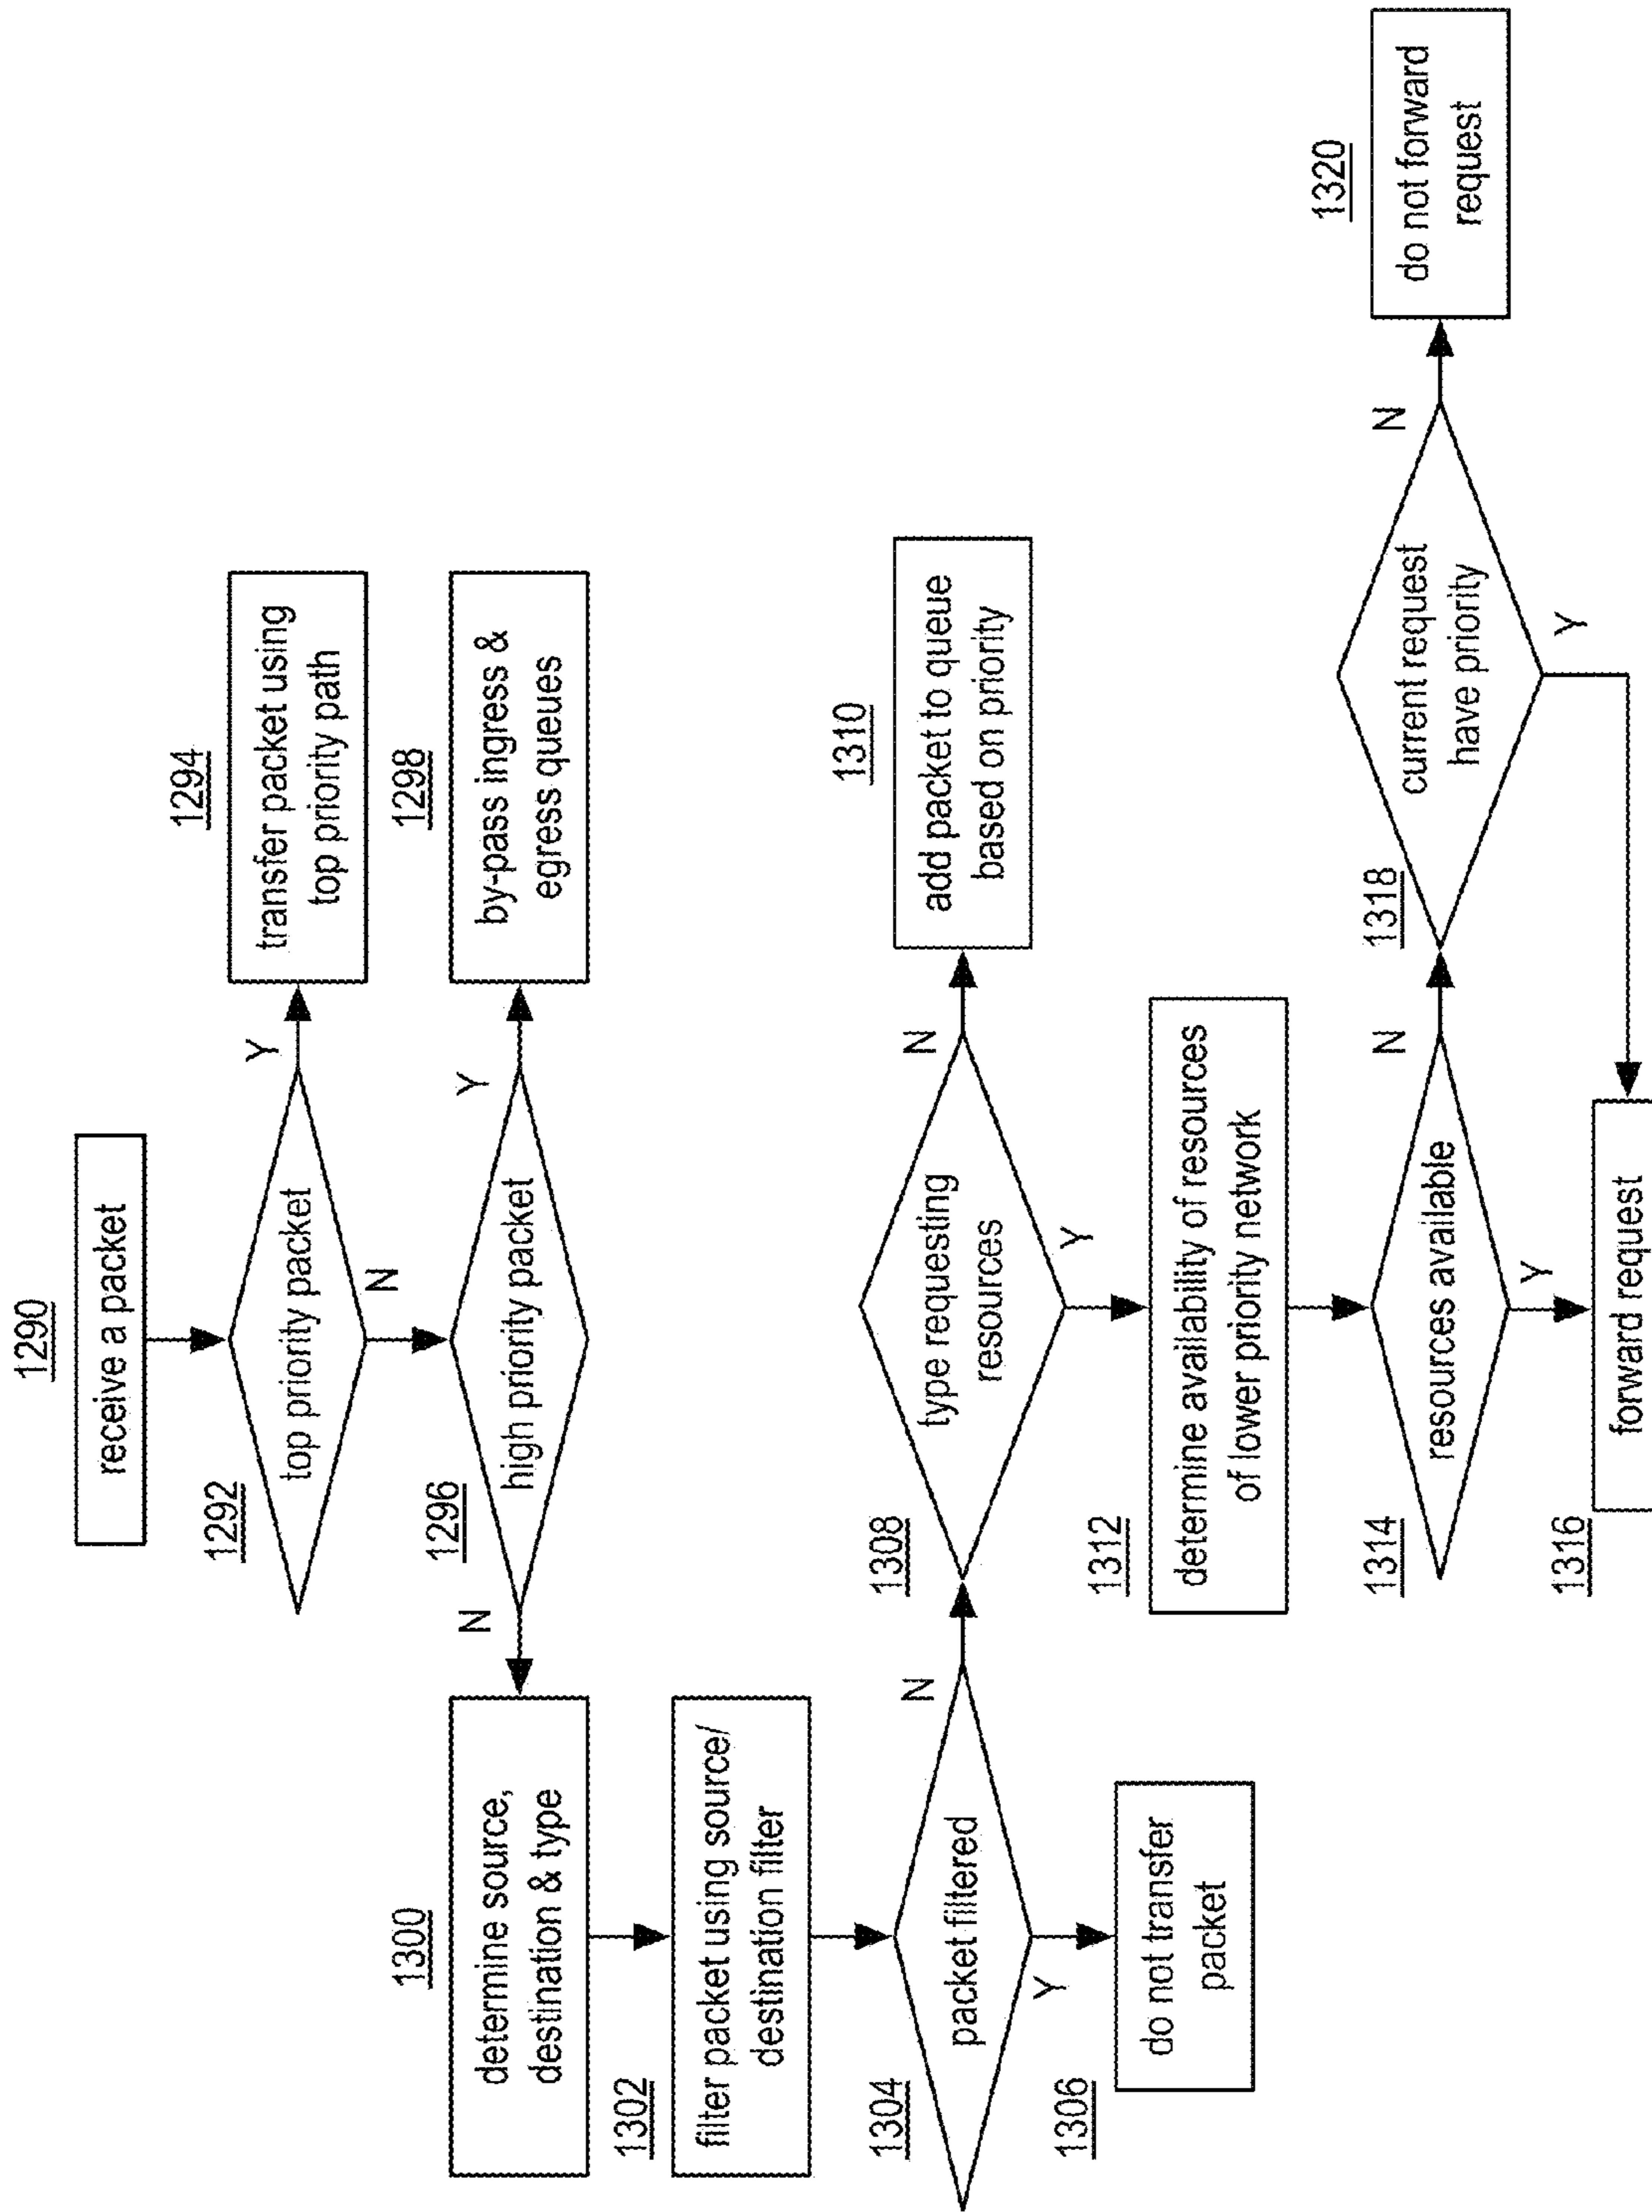 1290
receive a packet
1292
top priority packet
Y
1294
transfer packet using
top priority path
N
1296
high priority packet
Y
1298
by-pass ingress &
egress queues
N
1300
determine source,
destination & type
1302
filter packet using source/
destination filter
1304
packet filtered
Y
1306
do not transfer
packet
N
1308
type requesting
resources
N
1310
add packet to queue
based on priority
Y
1312
determine availability of resources
of lower priority network
1314
resources available
Y
1316
forward request
N
1318
current request
have priority
Y
N
1320
do not forward
request